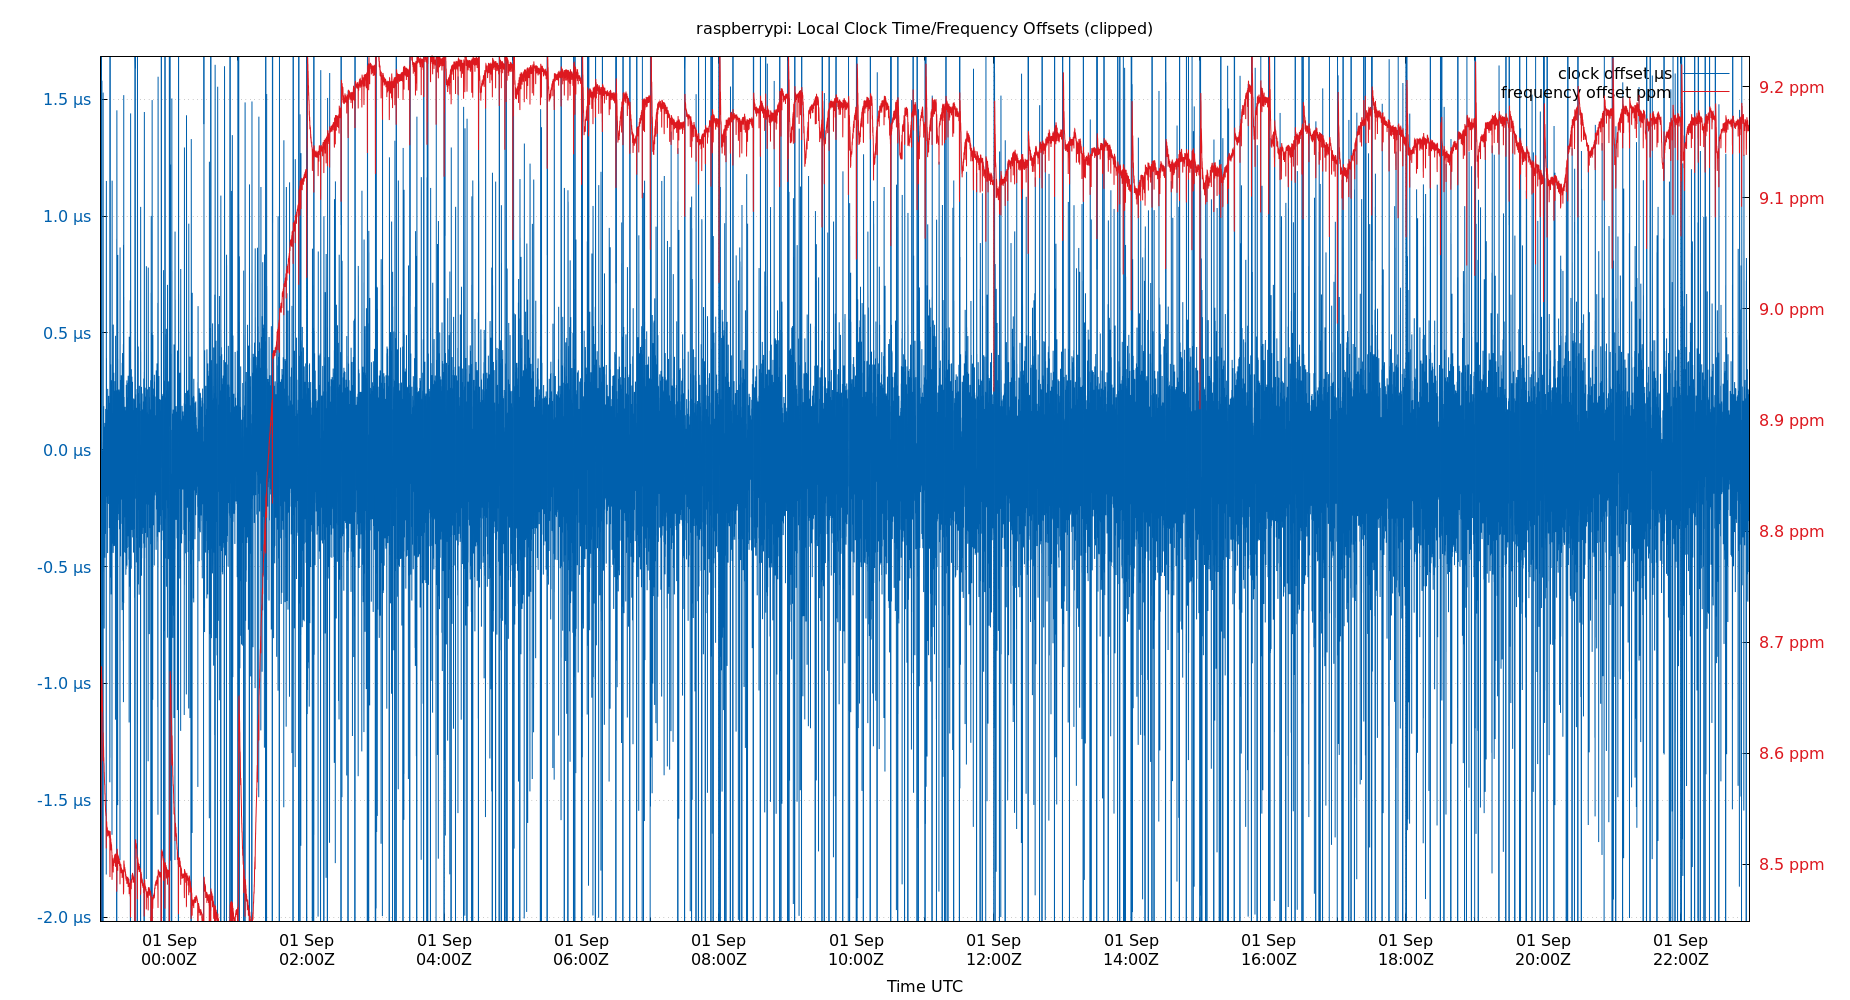 raspberrypi: Local Clock Time/Frequency Offsets (clipped)
clock offset µs
frequency offset ppm
1.5 µs
1.0 µs
0.5 µs
0.0 µs
-0.5 µs
-1.0 µs
-1.5 µs
-2.0 µs
9.2 ppm
9.1 ppm
9.0 ppm
8.9 ppm
8.8 ppm
8.7 ppm
8.6 ppm
8.5 ppm
01 Sep 01 Sep 01 Sep 01 Sep 01 Sep 01 Sep 01 Sep 01 Sep 01 Sep 01 Sep 01 Sep 01 Sep
00:00Z 02:00Z 04:00Z 06:00Z 08:00Z 10:00Z 12:00Z 14:00Z 16:00Z 18:00Z 20:00Z 22:00Z
Time UTC